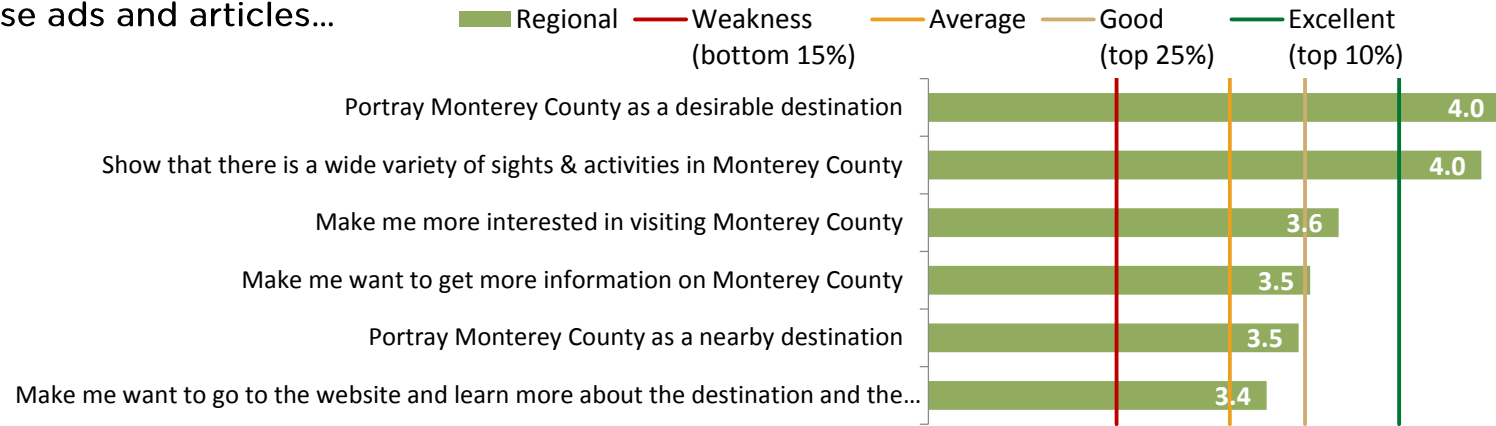 se ads and articles…
Regional Weakness Average Good Excellent
(bottom 15%) (top 25%) (top 10%)
Portray Monterey County as a desirable destination 4.0
Show that there is a wide variety of sights & activities in Monterey County 4.0
Make me more interested in visiting Monterey County 3.6
Make me want to get more information on Monterey County 3.5
Portray Monterey County as a nearby destination 3.5
Make me want to go to the website and learn more about the destination and the… 3.4